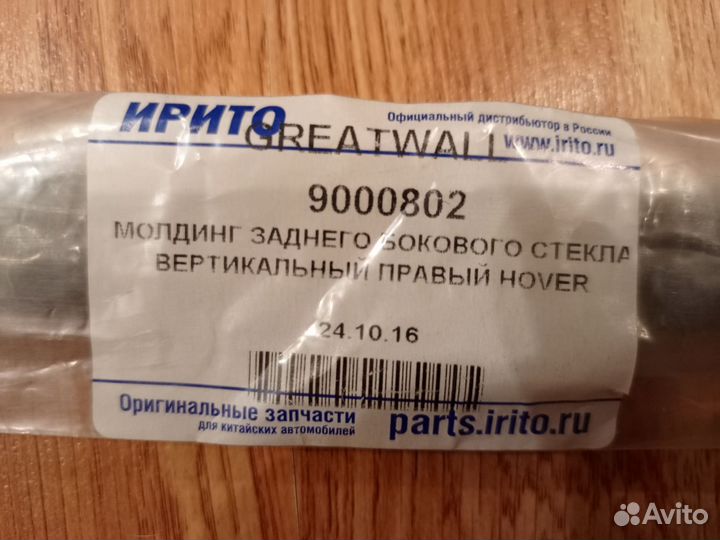 ИРИТО
Официальный дистрибьютор в России
GREATWALL
www.irito.ru
9000802
МОЛДИНГ ЗАДНЕГО БОКОВОГО СТЕКЛА
ВЕРТИКАЛЬНЫЙ ПРАВЫЙ HOVER
24.10.16
Оригинальные запчасти
для китайских автомобилей
parts.irito.ru
Avito